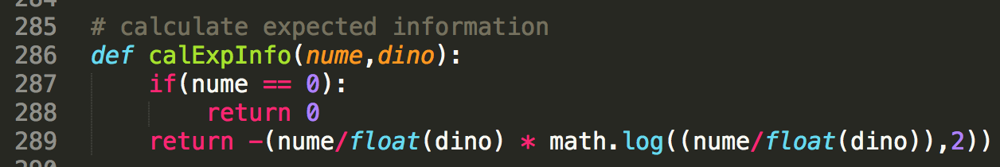 285 # calculate expected information
286 def calExpInfo(nume,dino):
287 if(nume == 0):
288 return 0
289 return -(nume/float(dino) * math.log((nume/float(dino)),2))